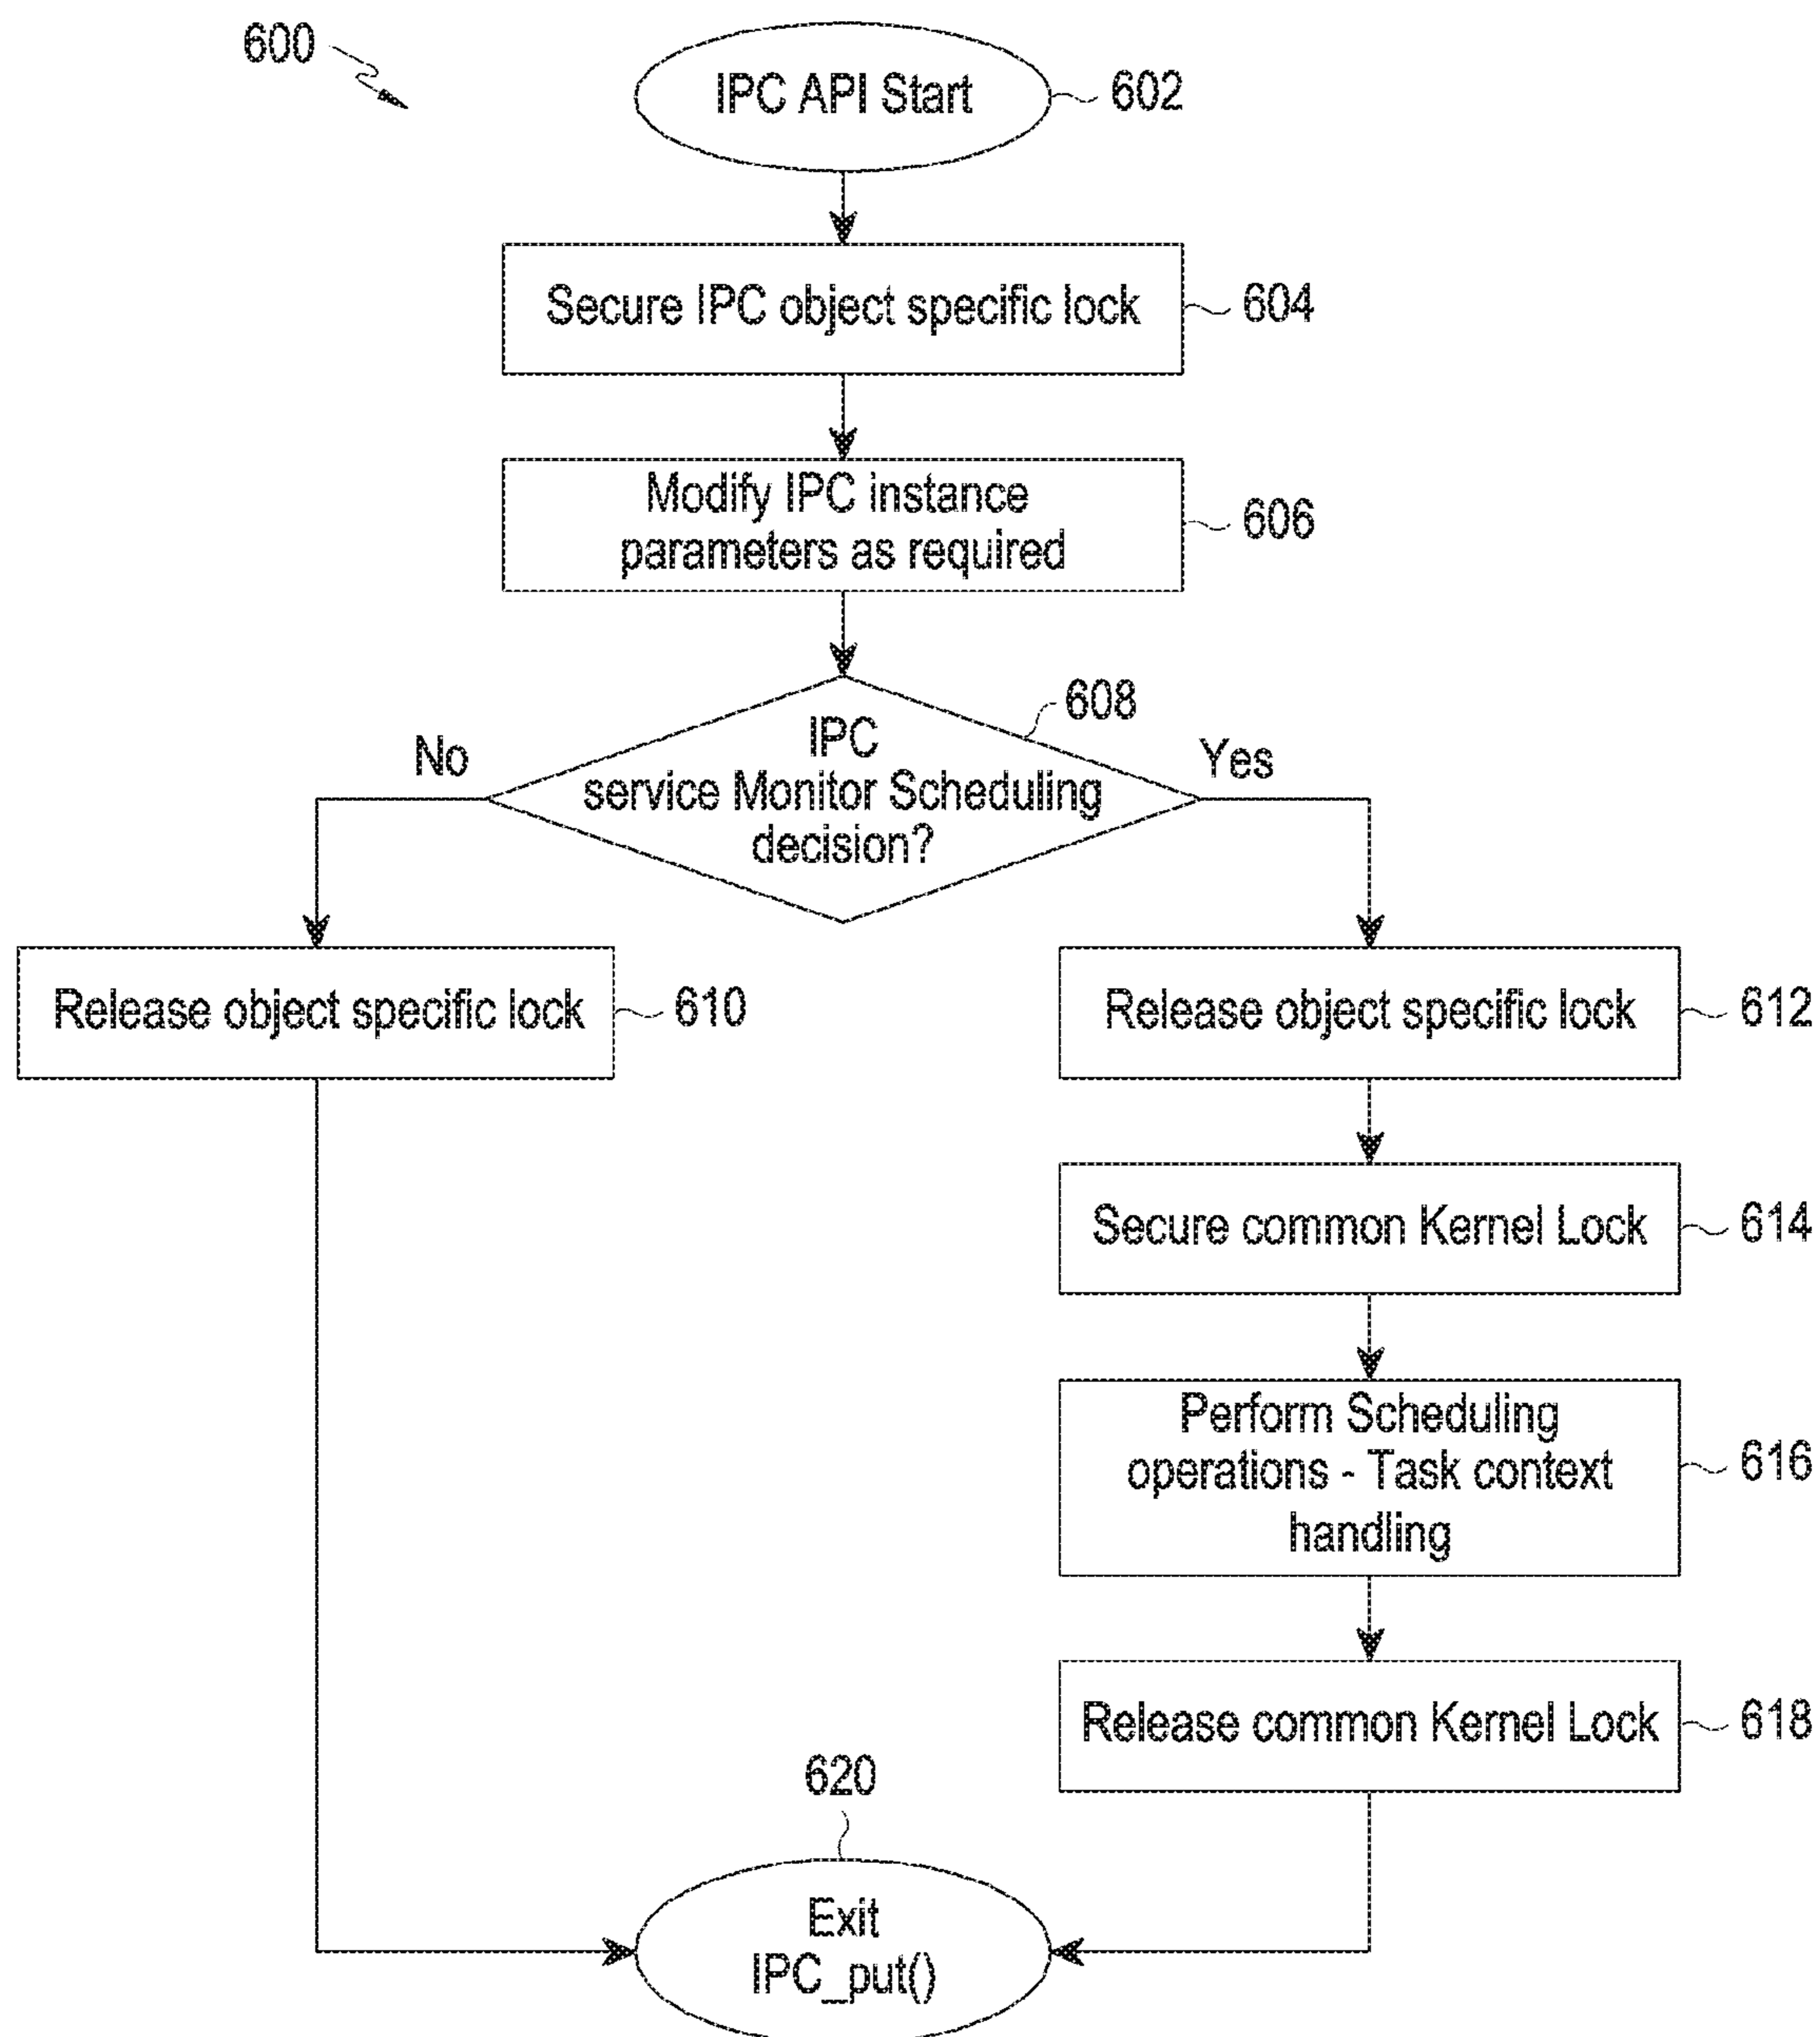 600
IPC API Start
602
Secure IPC object specific lock
604
Modify IPC instance
parameters as required
606
608
IPC
service Monitor Scheduling
decision?
No
Yes
Release object specific lock
610
Release object specific lock
612
Secure common Kernel Lock
614
Perform Scheduling
operations - Task context
handling
616
Release common Kernel Lock
618
620
Exit
IPC_put()